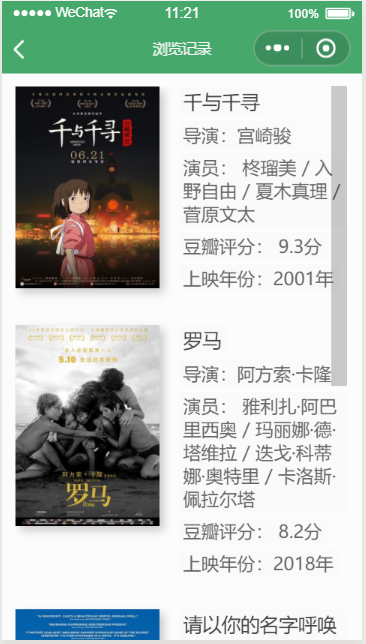 WeChat 11:21 100%
浏览记录
千与千寻
06.21
千与千寻
导演：宫崎骏
演员： 柊瑠美 / 入
野自由 / 夏木真理 /
菅原文太
豆瓣评分： 9.3分
上映年份：2001年
5.10
阿方索·卡隆
罗马
罗马
导演：阿方索·卡隆
演员： 雅利扎·阿巴
里西奥 / 玛丽娜·德·
塔维拉 / 迭戈·科蒂
娜·奥特里 / 卡洛斯·
佩拉尔塔
豆瓣评分： 8.2分
上映年份：2018年
请以你的名字呼唤